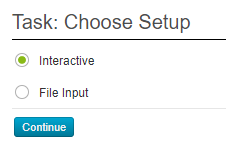 Task: Choose Setup
Interactive
File Input
Continue